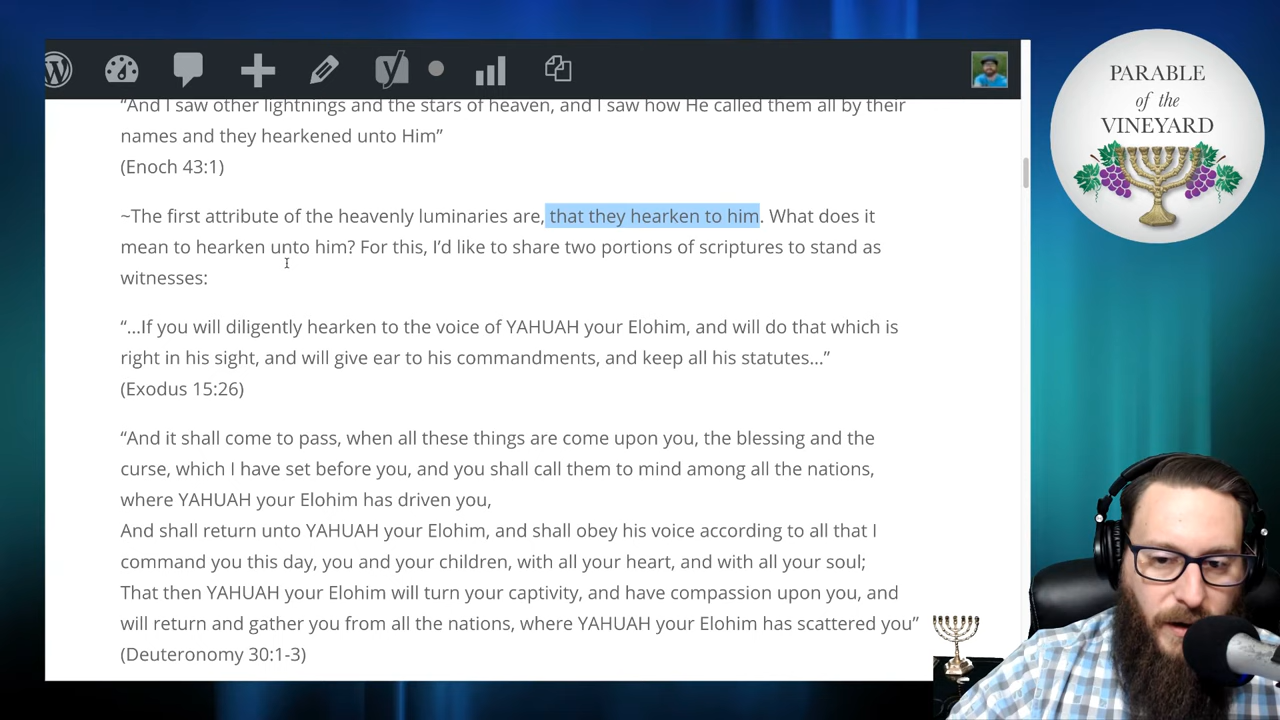 “And I saw other lightnings and the stars of heaven, and I saw how He called them all by their
names and they hearkened unto Him”
(Enoch 43:1)
~The first attribute of the heavenly luminaries are, that they hearken to him. What does it
mean to hearken unto him? For this, I’d like to share two portions of scriptures to stand as
witnesses:
“...If you will diligently hearken to the voice of YAHUAH your Elohim, and will do that which is
right in his sight, and will give ear to his commandments, and keep all his statutes...”
(Exodus 15:26)
“And it shall come to pass, when all these things are come upon you, the blessing and the
curse, which I have set before you, and you shall call them to mind among all the nations,
where YAHUAH your Elohim has driven you,
And shall return unto YAHUAH your Elohim, and shall obey his voice according to all that I
command you this day, you and your children, with all your heart, and with all your soul;
That then YAHUAH your Elohim will turn your captivity, and have compassion upon you, and
will return and gather you from all the nations, where YAHUAH your Elohim has scattered you”
(Deuteronomy 30:1-3)
PARABLE
of the
VINEYARD